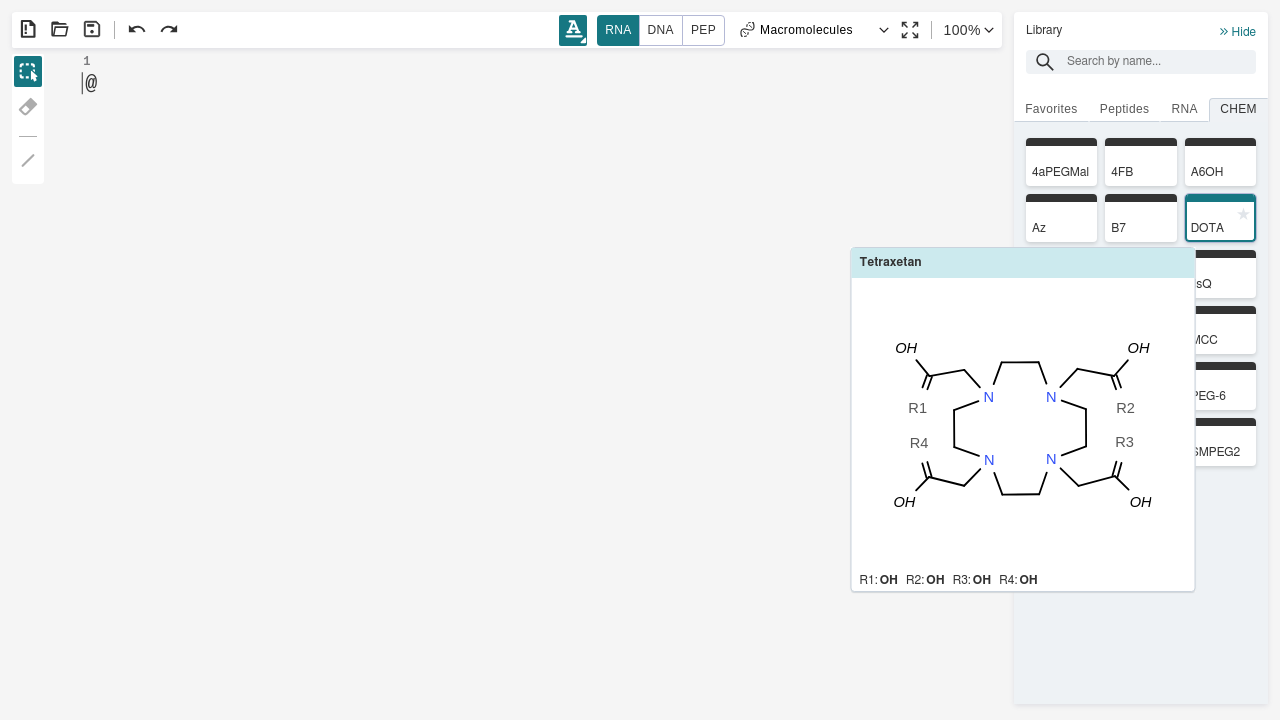 A RNA DNA PEP Macromolecules 100%
Library
Hide
Search by name...
Favorites Peptides RNA CHEM
1
@
4aPEGMal 4FB A6OH
Az B7 DOTA
sQ
MCC
PEG-6
SMPEG2
Tetraxetan
OH OH
N N
R1 R2
R4 R3
N N
OH OH
R1: OH R2: OH R3: OH R4: OH